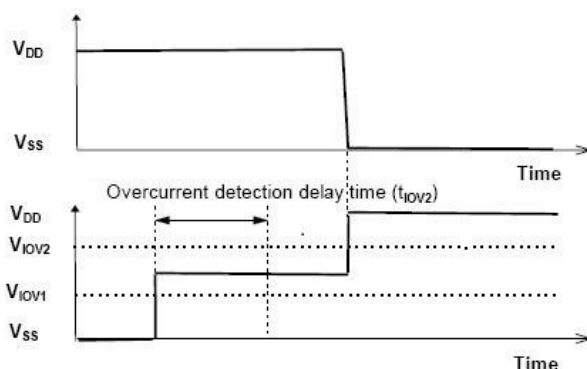 VDD
VSS
Time
Overcurrent detection delay time (tIOV2)
VDD
VIOV2
VIOV1
VSS
Time